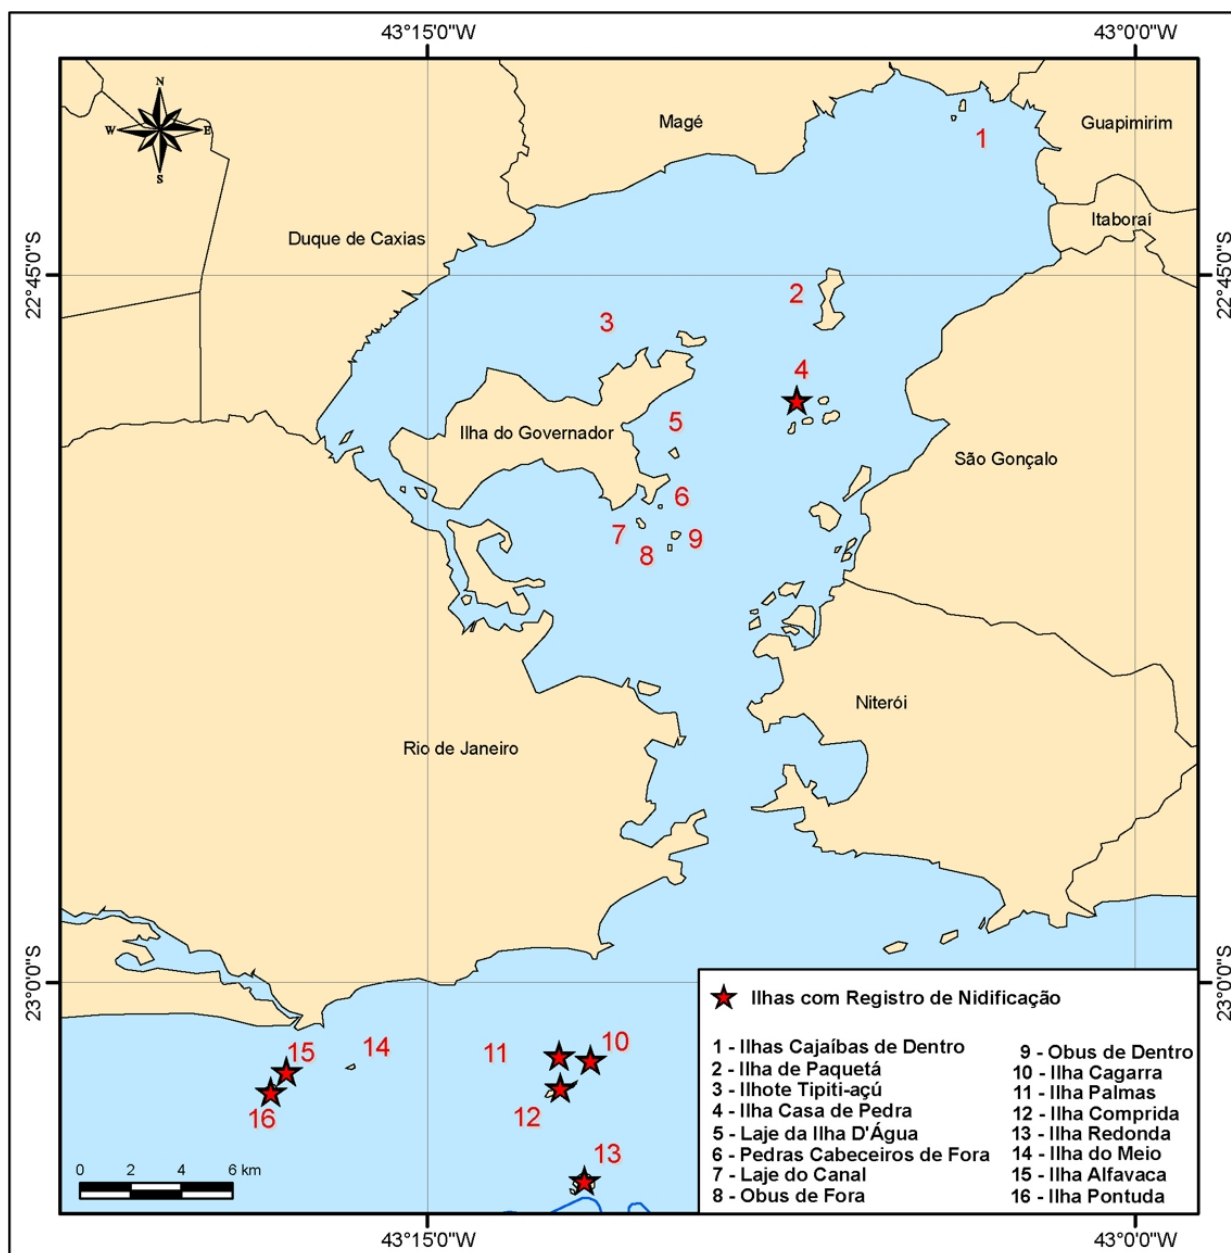 43°15'0"W
43°0'0"W
N
W
E
S
Magé
1
Guapimirim
Itaboraí
Duque de Caxias
22°45'0"S
22°45'0"S
2
3
4
5
Ilha do Governador
São Gonçalo
6
7
8
9
Niterói
Rio de Janeiro
23°0'0"S
23°0'0"S
10
11
12
13
14
15
16
0 2 4 6 km
Ilhas com Registro de Nidificação
1 - Ilhas Cajaíbas de Dentro
2 - Ilha de Paquetá
3 - Ilhote Tipiti-açú
4 - Ilha Casa de Pedra
5 - Laje da Ilha D'Água
6 - Pedras Cabeceiros de Fora
7 - Laje do Canal
8 - Obus de Fora
9 - Obus de Dentro
10 - Ilha Cagarra
11 - Ilha Palmas
12 - Ilha Comprida
13 - Ilha Redonda
14 - Ilha do Meio
15 - Ilha Alfavaca
16 - Ilha Pontuda
43°15'0"W
43°0'0"W